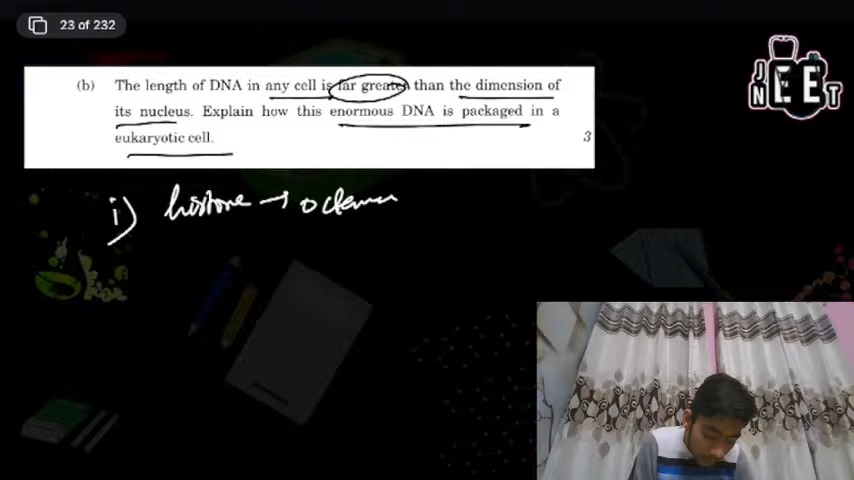 23 of 232
(b) The length of DNA in any cell is far greater than the dimension of
its nucleus. Explain how this enormous DNA is packaged in a
eukaryotic cell. 3
i) histone → octamer
J
NEET